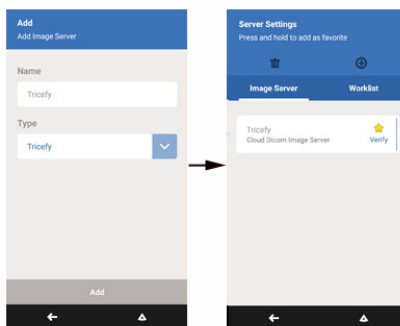 Add
Add Image Server
Name
Tricefy
Type
Tricefy
Add
Server Settings
Press and hold to add as favorite
Image Server
Worklist
Tricefy
Cloud Dicom Image Server
Verify